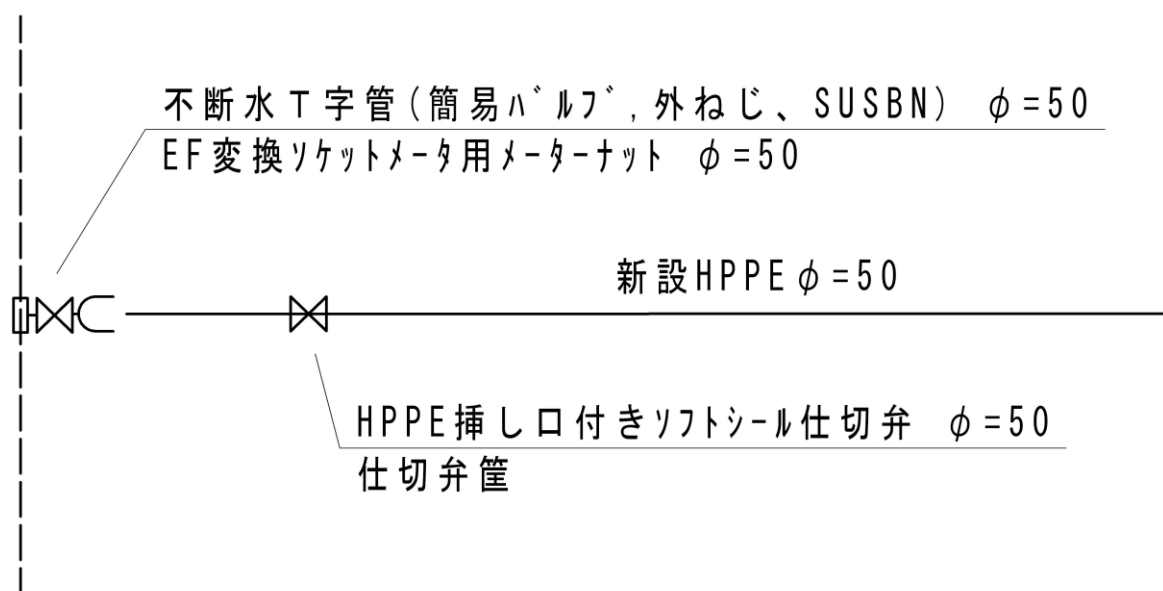 不断水T字管(簡易ﾊﾞﾙﾌﾞ,外ねじ、SUSBN) φ=50
EF変換ｿｹｯﾄﾒｰﾀ用ﾒｰﾀｰﾅｯﾄ φ=50
新設HPPEφ=50
HPPE挿し口付きｿﾌﾄｼｰﾙ仕切弁 φ=50
仕切弁筐